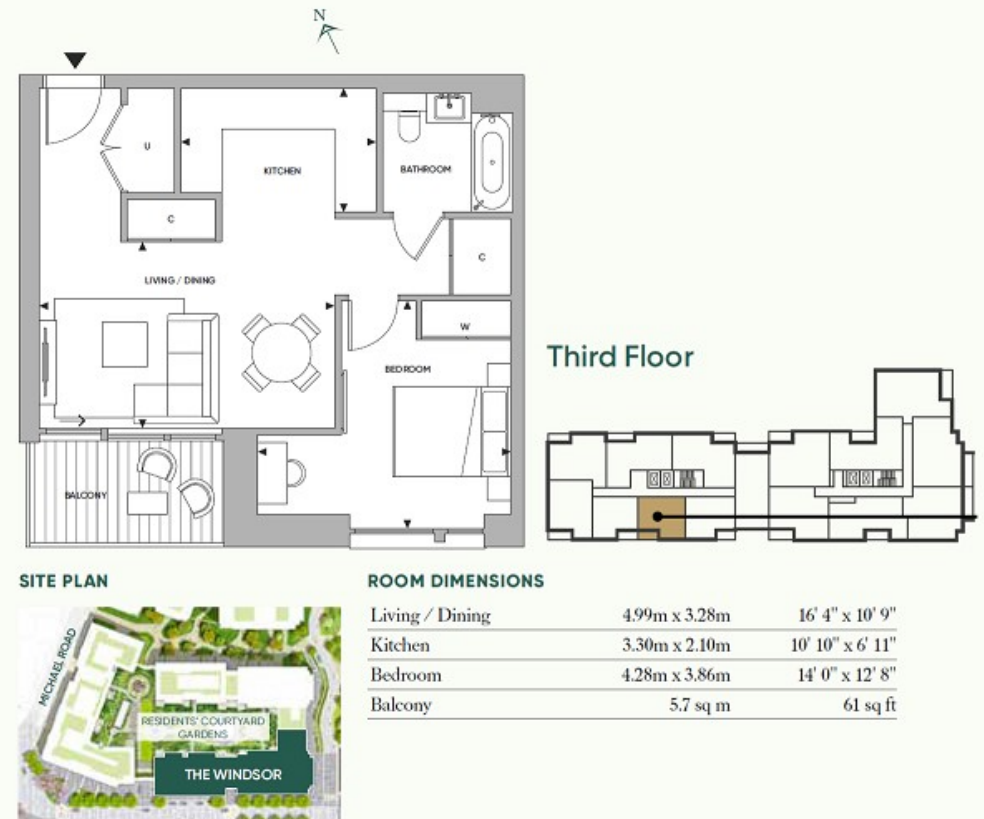 N
U
KITCHEN
BATHROOM
C
C
LIVING / DINING
W
BEDROOM
BALCONY
Third Floor
SITE PLAN
MICHAEL ROAD
RESIDENTS' COURTYARD
GARDENS
THE WINDSOR
ROOM DIMENSIONS
Living / Dining 4.99m x 3.28m 16' 4" x 10' 9"
Kitchen 3.30m x 2.10m 10' 10" x 6' 11"
Bedroom 4.28m x 3.86m 14' 0" x 12' 8"
Balcony 5.7 sq m 61 sq ft